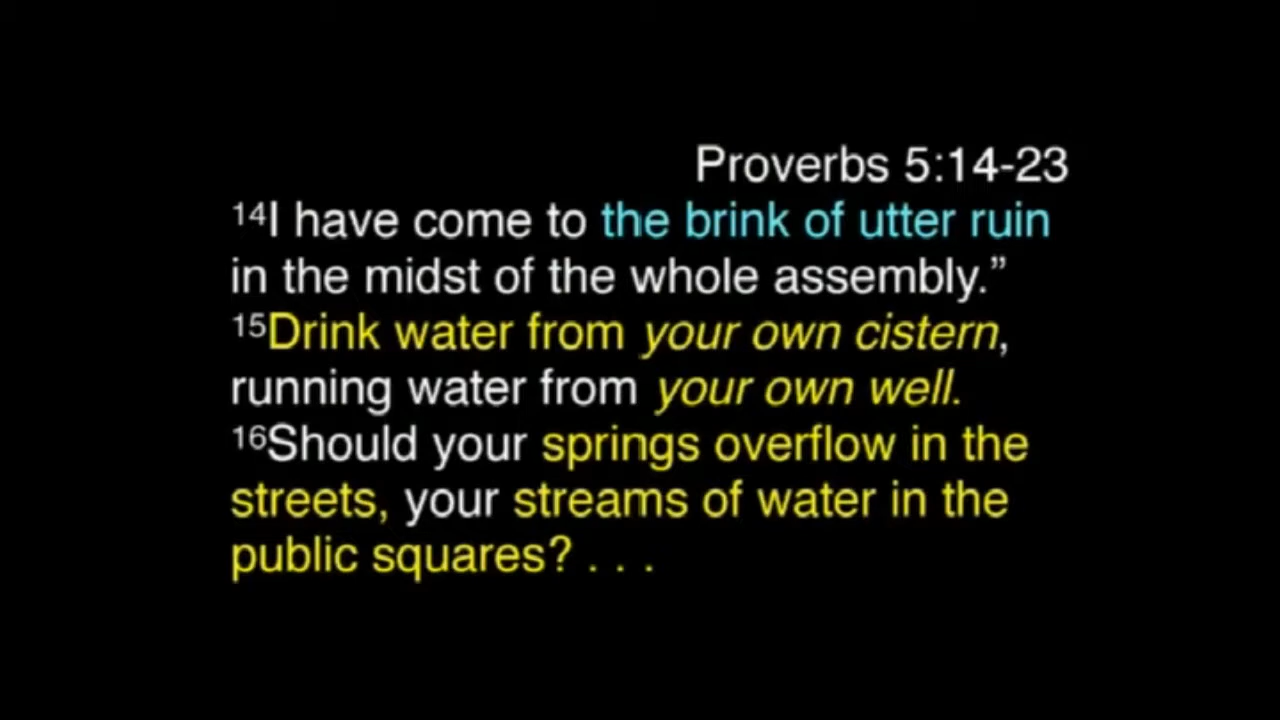 Proverbs 5:14-23
¹⁴I have come to the brink of utter ruin
in the midst of the whole assembly.”
¹⁵Drink water from your own cistern,
running water from your own well.
¹⁶Should your springs overflow in the
streets, your streams of water in the
public squares? . . .